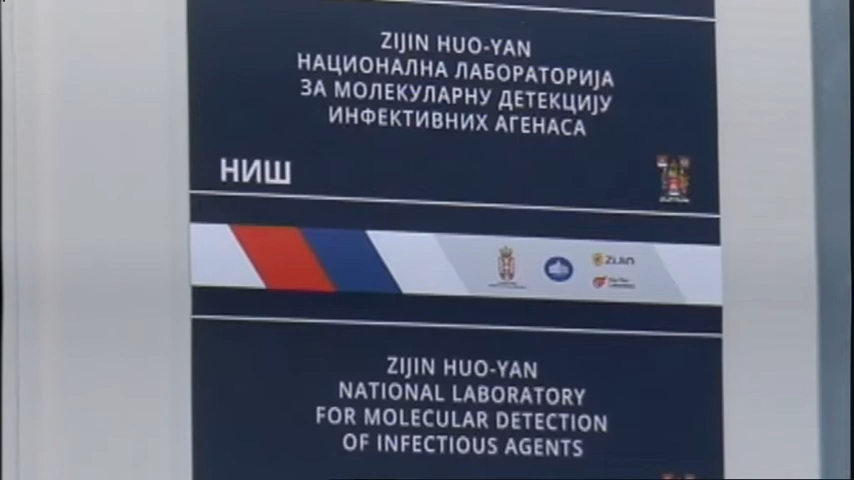 ZIJIN HUO-YAN
НАЦИОНАЛНА ЛАБОРАТОРИЈА
ЗА МОЛЕКУЛАРНУ ДЕТЕКЦИЈУ
ИНФЕКТИВНИХ АГЕНАСА
НИШ
ZIJIN
ZIJIN HUO-YAN
NATIONAL LABORATORY
FOR MOLECULAR DETECTION
OF INFECTIOUS AGENTS